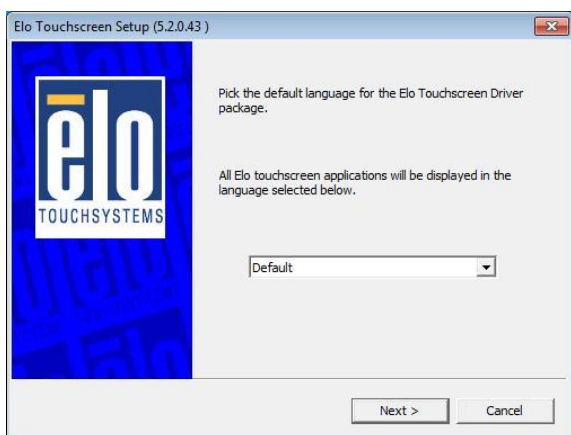 Elo Touchscreen Setup (5.2.0.43 )
Pick the default language for the Elo Touchscreen Driver
package.
All Elo touchscreen applications will be displayed in the
language selected below.
ēlo
TOUCHSYSTEMS
Default
Next >
Cancel